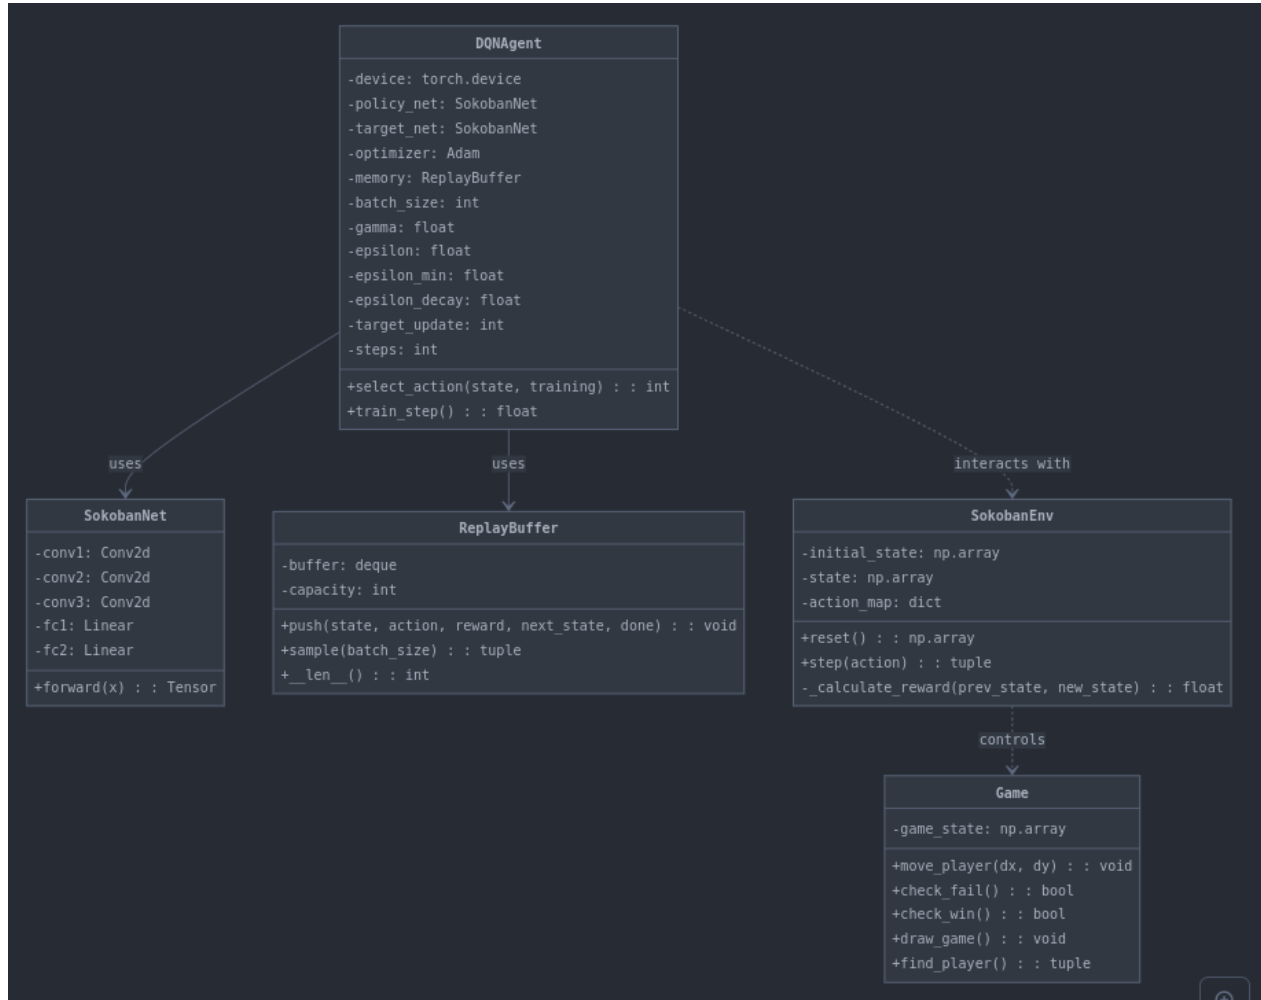 DQNAgent
-device: torch.device
-policy_net: SokobanNet
-target_net: SokobanNet
-optimizer: Adam
-memory: ReplayBuffer
-batch_size: int
-gamma: float
-epsilon: float
-epsilon_min: float
-epsilon_decay: float
-target_update: int
-steps: int
+select_action(state, training) : : int
+train_step() : : float
uses
uses
interacts with
SokobanNet
-conv1: Conv2d
-conv2: Conv2d
-conv3: Conv2d
-fc1: Linear
-fc2: Linear
+forward(x) : : Tensor
ReplayBuffer
-buffer: deque
-capacity: int
+push(state, action, reward, next_state, done) : : void
+sample(batch_size) : : tuple
+__len__() : : int
SokobanEnv
-initial_state: np.array
-state: np.array
-action_map: dict
+reset() : : np.array
+step(action) : : tuple
-_calculate_reward(prev_state, new_state) : : float
controls
Game
-game_state: np.array
+move_player(dx, dy) : : void
+check_fail() : : bool
+check_win() : : bool
+draw_game() : : void
+find_player() : : tuple